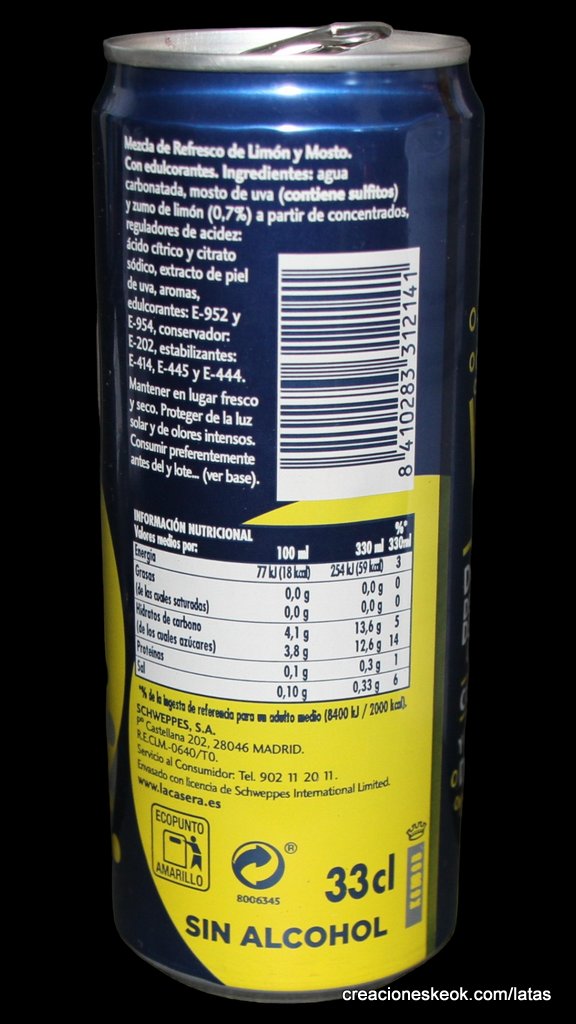 Mezcla de Refresco de Limón y Mosto.
Con edulcorantes. Ingredientes: agua
carbonatada, mosto de uva (contiene sulfitos)
y zumo de limón (0,7%) a partir de concentrados,
reguladores de acidez:
ácido cítrico y citrato
sódico, extracto de piel
de uva, aromas,
edulcorantes: E-952 y
E-954, conservador:
E-202, estabilizantes:
E-414, E-445 y E-444.
Mantener en lugar fresco
y seco. Proteger de la luz
solar y de olores intensos.
Consumir preferentemente
antes del y lote... (ver base).
8 410283 312141
INFORMACIÓN NUTRICIONAL %*
Valores medios por: 100 ml 330 ml 330ml
Energía 77 kJ (18 kcal) 254 kJ (59 kcal) 3
Grasas 0,0 g 0,0 g 0
(de las cuales saturadas) 0,0 g 0,0 g 0
Hidratos de carbono 4,1 g 13,6 g 5
(de los cuales azúcares) 3,8 g 12,6 g 14
Proteínas 0,1 g 0,3 g 1
Sal 0,10 g 0,33 g 6
*% de la ingesta de referencia para un adulto medio (8400 kJ / 2000 kcal).
SCHWEPPES, S.A.
pº Castellana 202, 28046 MADRID.
R.E.CLM.-0640/TO.
Servicio al Consumidor: Tel. 902 11 20 11.
Envasado con licencia de Schweppes International Limited.
www.lacasera.es
ECOPUNTO
AMARILLO
®
8006345
33cl
SIN ALCOHOL
creacioneskeok.com/latas